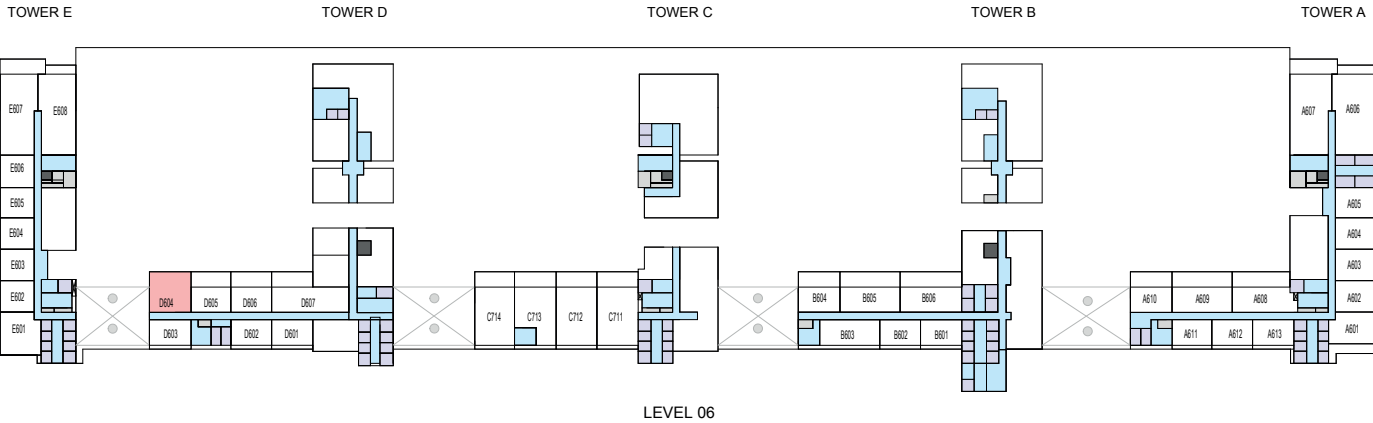 TOWER E TOWER D TOWER C TOWER B TOWER A
E607 E608 A607 A606
E606
E605 A605
E604 A604
E603 A603
E602 D604 D605 D606 D607 B604 B605 B606 A610 A609 A608 A602
E601 D603 D602 D601 C714 C713 C712 C711 B603 B602 B601 A611 A612 A613 A601
LEVEL 06